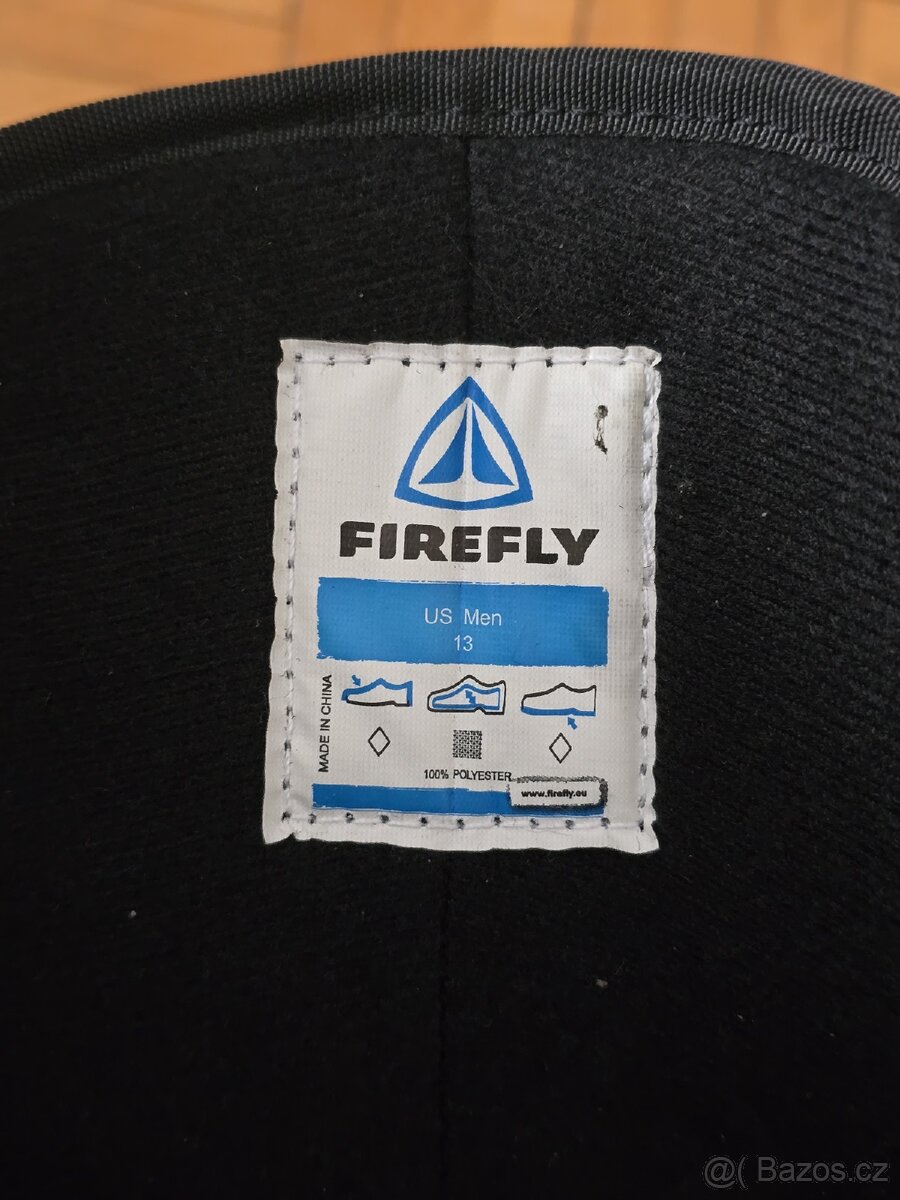 FIREFLY
US Men
13
MADE IN CHINA
100% POLYESTER
www.firefly.eu
@( Bazos.cz